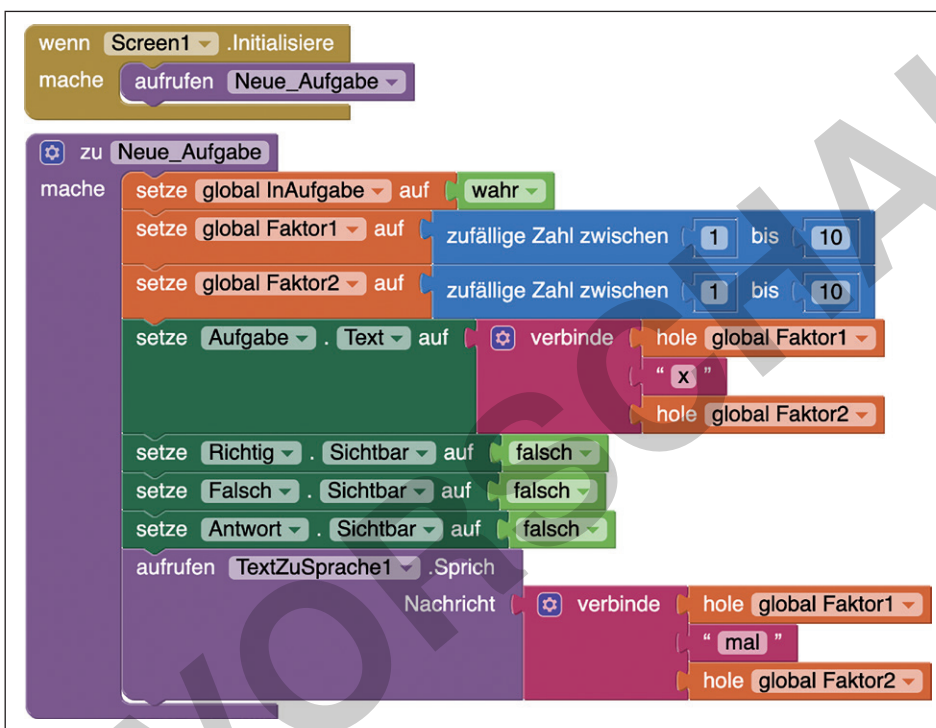 wenn Screen1 .Initialisiere
mache aufrufen Neue_Aufgabe
zu Neue_Aufgabe
mache setze global InAufgabe auf wahr
setze global Faktor1 auf zufällige Zahl zwischen 1 bis 10
setze global Faktor2 auf zufällige Zahl zwischen 1 bis 10
setze Aufgabe . Text auf verbinde hole global Faktor1
" x "
hole global Faktor2
setze Richtig . Sichtbar auf falsch
setze Falsch . Sichtbar auf falsch
setze Antwort . Sichtbar auf falsch
aufrufen TextZuSprache1 .Sprich
Nachricht verbinde hole global Faktor1
" mal "
hole global Faktor2
VORSCHA